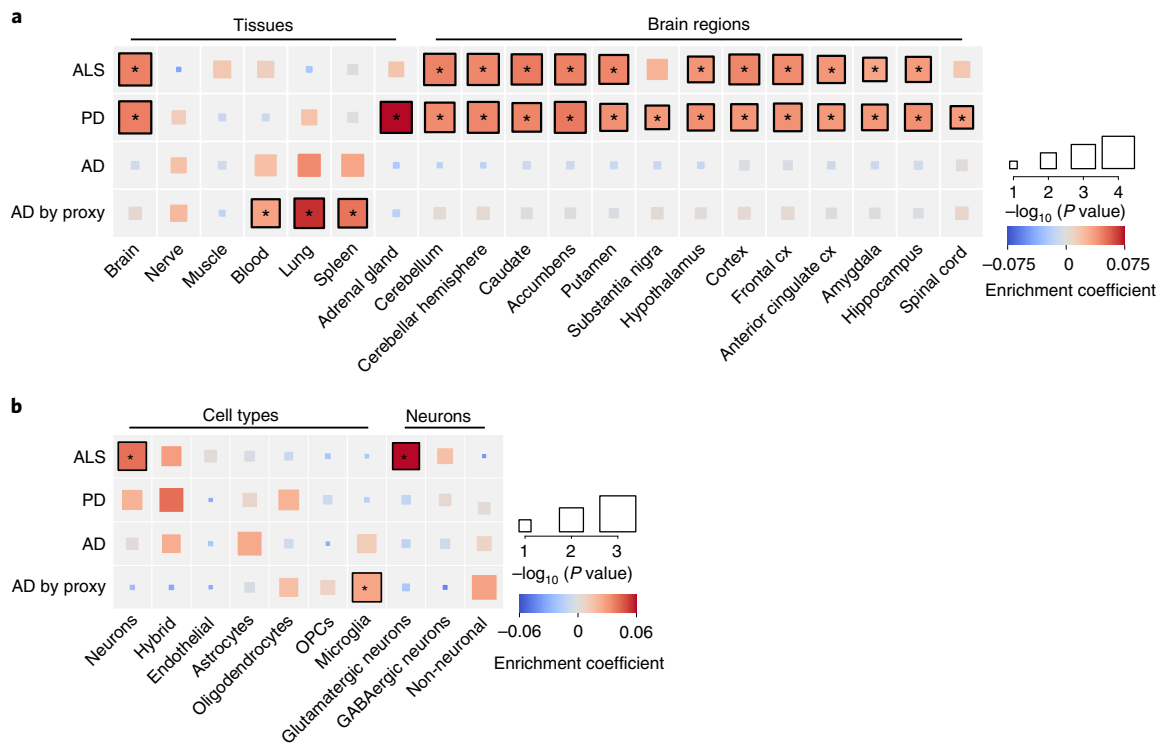 a
Tissues
Brain regions
ALS
* * * * * * * * * * * *
PD
* * * * * * * * * * * * * * *
AD
AD by proxy
* * *
Brain
Nerve
Muscle
Blood
Lung
Spleen
Adrenal gland
Cerebellum
Cerebellar hemisphere
Caudate
Accumbens
Putamen
Substantia nigra
Hypothalamus
Cortex
Frontal cx
Anterior cingulate cx
Amygdala
Hippocampus
Spinal cord
1 2 3 4
−log10 (P value)
−0.075 0 0.075
Enrichment coefficient
b
Cell types
Neurons
ALS
* *
PD
AD
AD by proxy
*
Neurons
Hybrid
Endothelial
Astrocytes
Oligodendrocytes
OPCs
Microglia
Glutamatergic neurons
GABAergic neurons
Non-neuronal
1 2 3
−log10 (P value)
−0.06 0 0.06
Enrichment coefficient